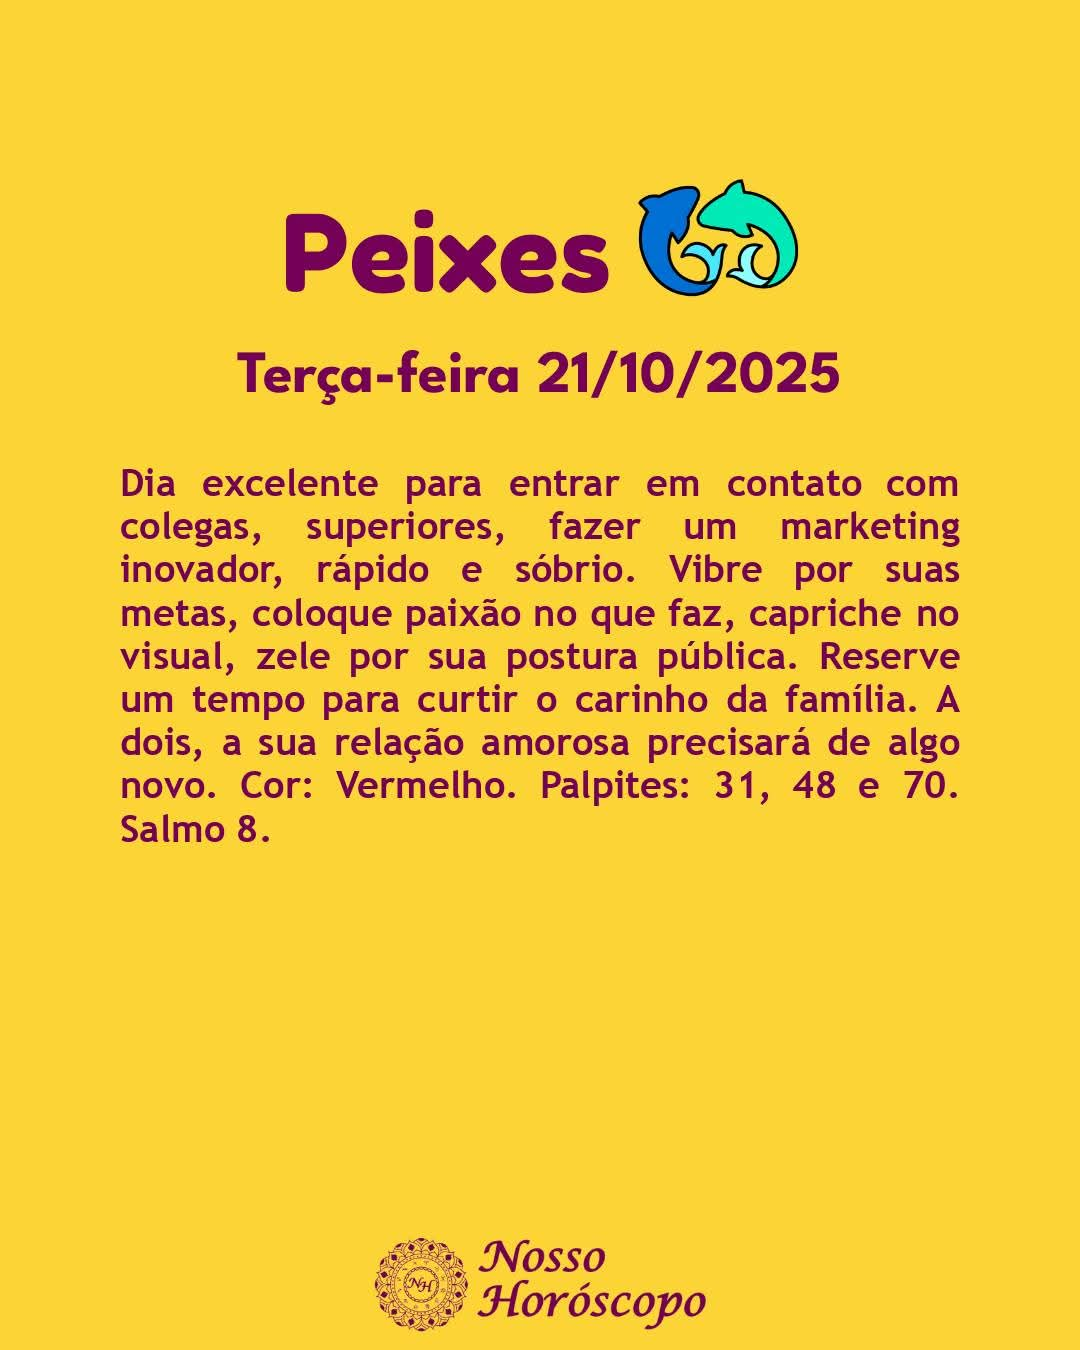 Peixes
Terça-feira 21/10/2025
Dia excelente para entrar em contato com
colegas, superiores, fazer um marketing
inovador, rápido e sóbrio. Vibre por suas
metas, coloque paixão no que faz, capriche no
visual, zele por sua postura pública. Reserve
um tempo para curtir o carinho da família. A
dois, a sua relação amorosa precisará de algo
novo. Cor: Vermelho. Palpites: 31, 48 e 70.
Salmo 8.
NH
Nosso
Horóscopo